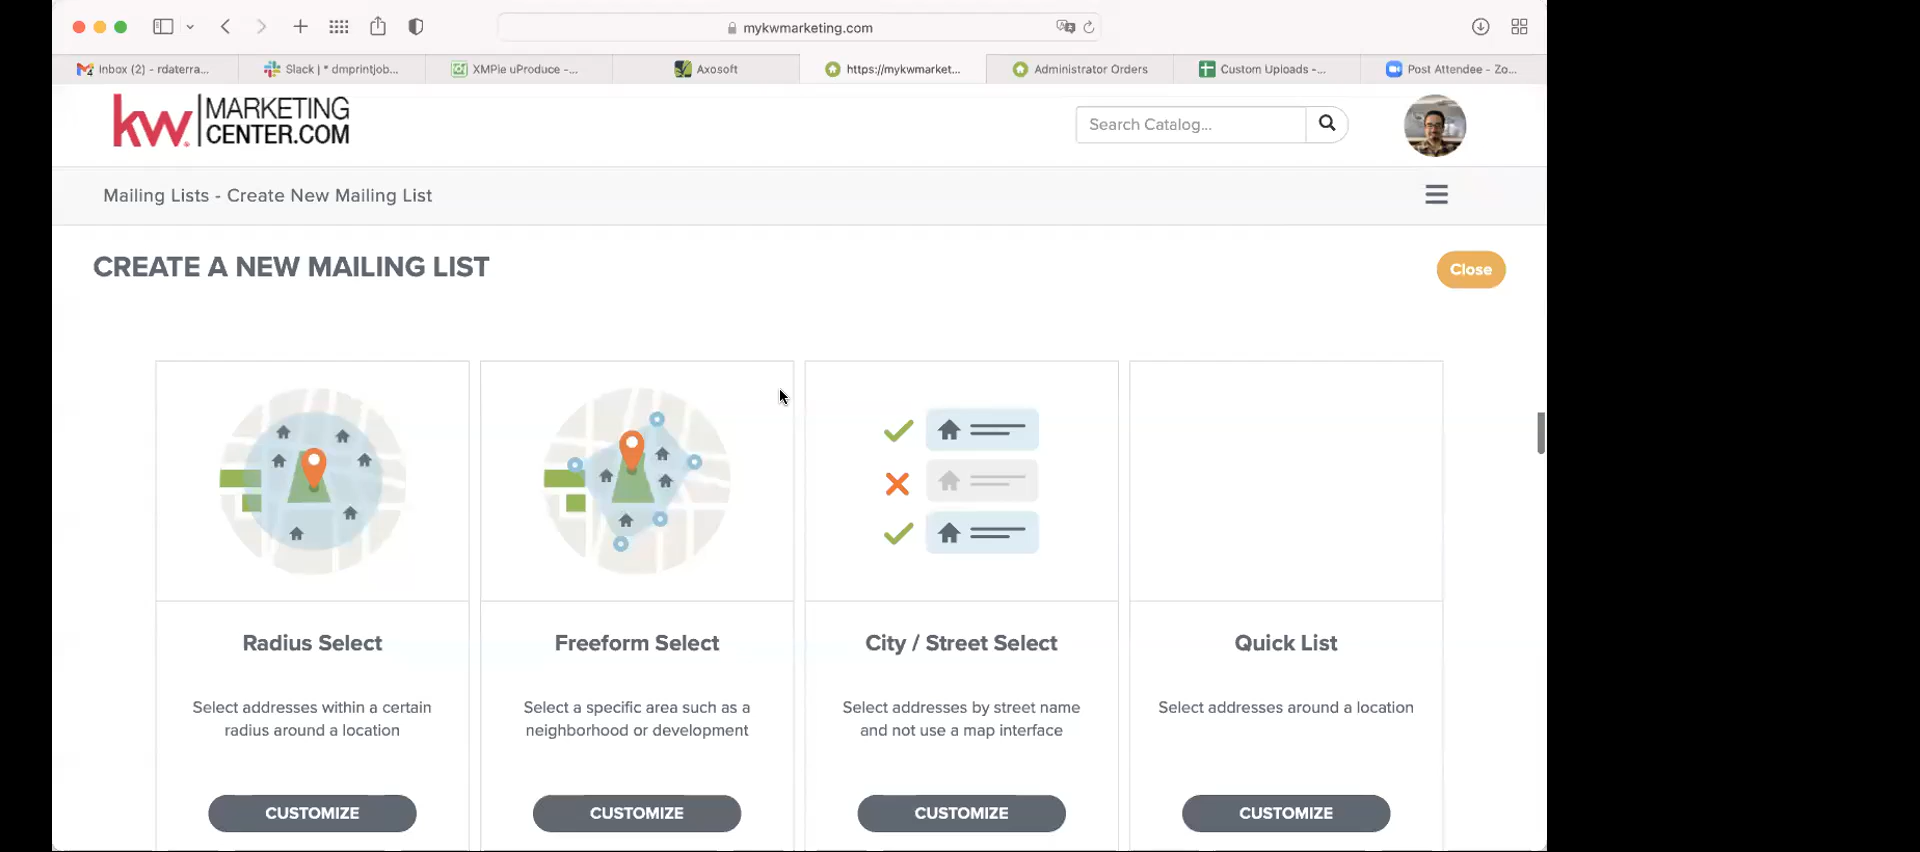 mykwmarketing.com
Inbox (2) - rdaterra...
Slack | * dmprintjob...
XMPie uProduce -...
Axosoft
https://mykwmarket...
Administrator Orders
Custom Uploads -...
Post Attendee - Zo...
kw MARKETING
CENTER.COM
Search Catalog...
Mailing Lists - Create New Mailing List
CREATE A NEW MAILING LIST
Close
Radius Select
Select addresses within a certain
radius around a location
CUSTOMIZE
Freeform Select
Select a specific area such as a
neighborhood or development
CUSTOMIZE
City / Street Select
Select addresses by street name
and not use a map interface
CUSTOMIZE
Quick List
Select addresses around a location
CUSTOMIZE